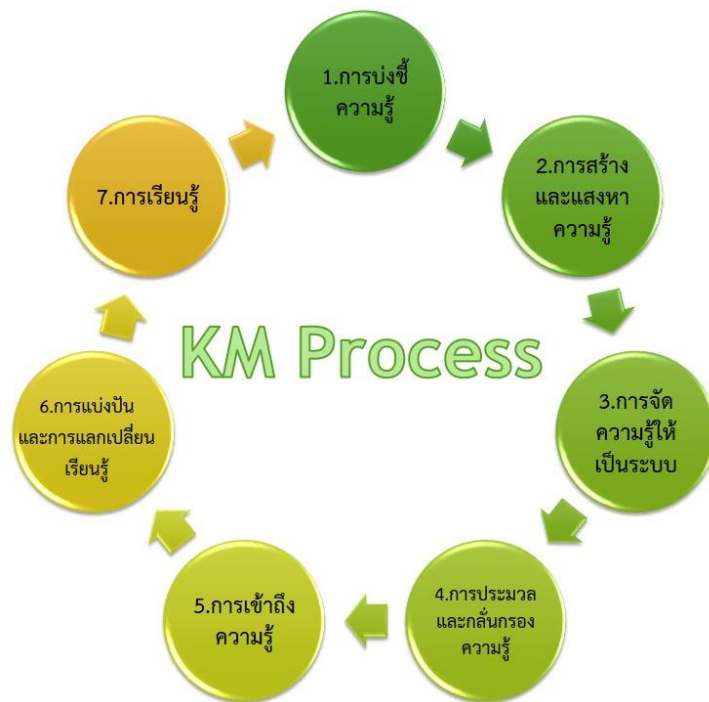 1.การบ่งชี้
ความรู้
2.การสร้าง
และแสงหา
ความรู้
3.การจัด
ความรู้ให้
เป็นระบบ
4.การประมวล
และกลั่นกรอง
ความรู้
5.การเข้าถึง
ความรู้
6.การแบ่งปัน
และการแลกเปลี่ยน
เรียนรู้
7.การเรียนรู้
KM Process